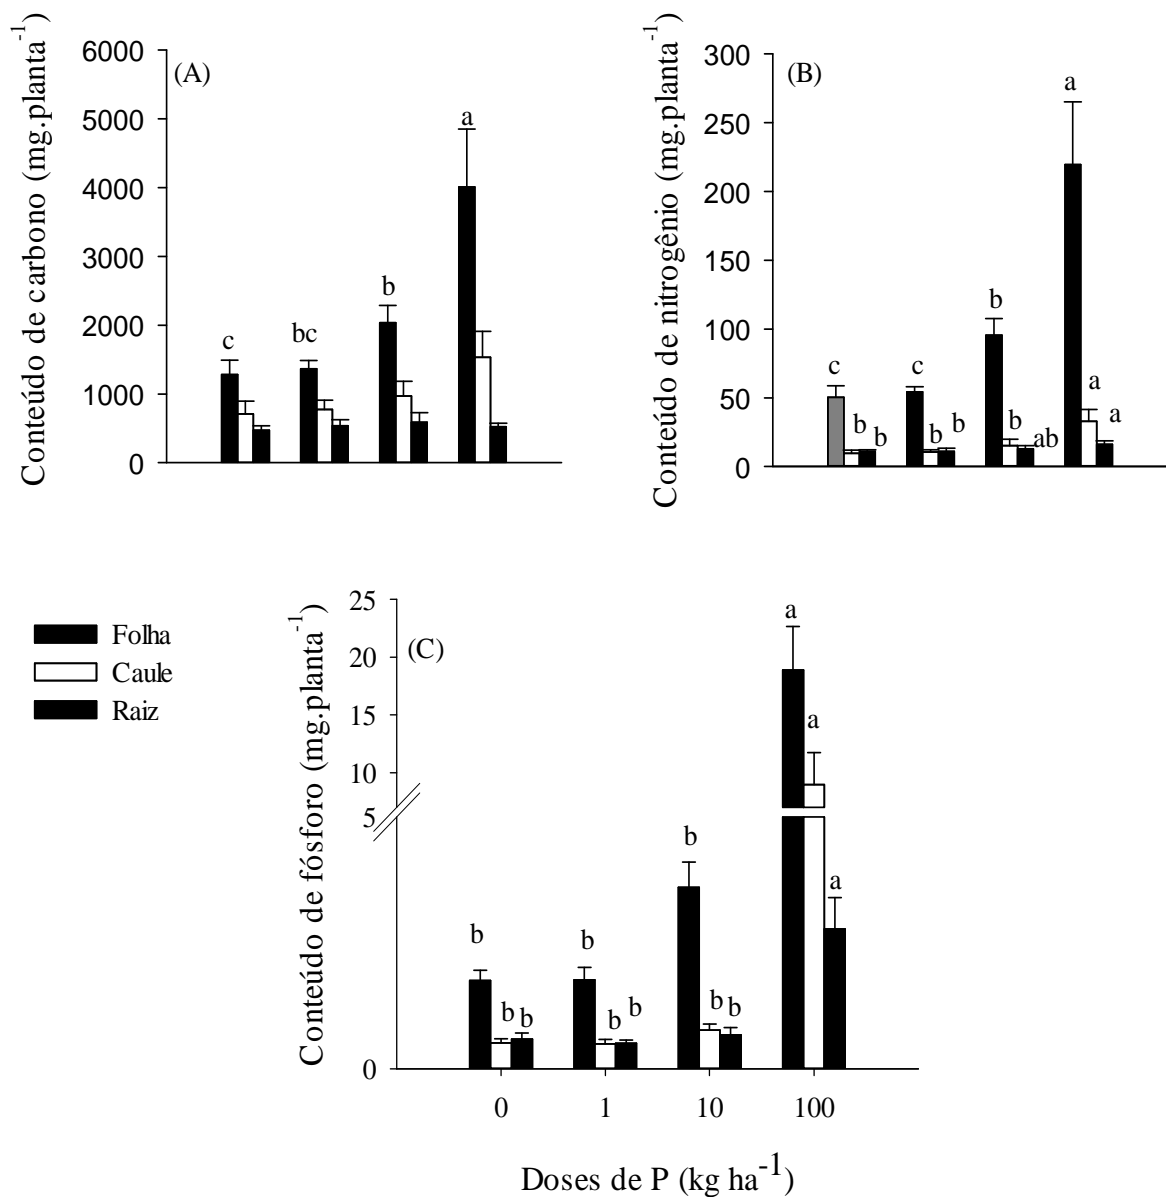 Conteúdo de carbono (mg.planta-1)
6000
5000
4000
3000
2000
1000
0
(A)
c
bc
b
a
Conteúdo de nitrogênio (mg.planta-1)
300
250
200
150
100
50
0
(B)
c
b
b
c
b
b
b
b
ab
a
a
a
Folha
Caule
Raiz
Conteúdo de fósforo (mg.planta-1)
25
20
15
10
5
0
(C)
b
b
b
b
b
b
b
b
b
a
a
a
0
1
10
100
Doses de P (kg ha-1)